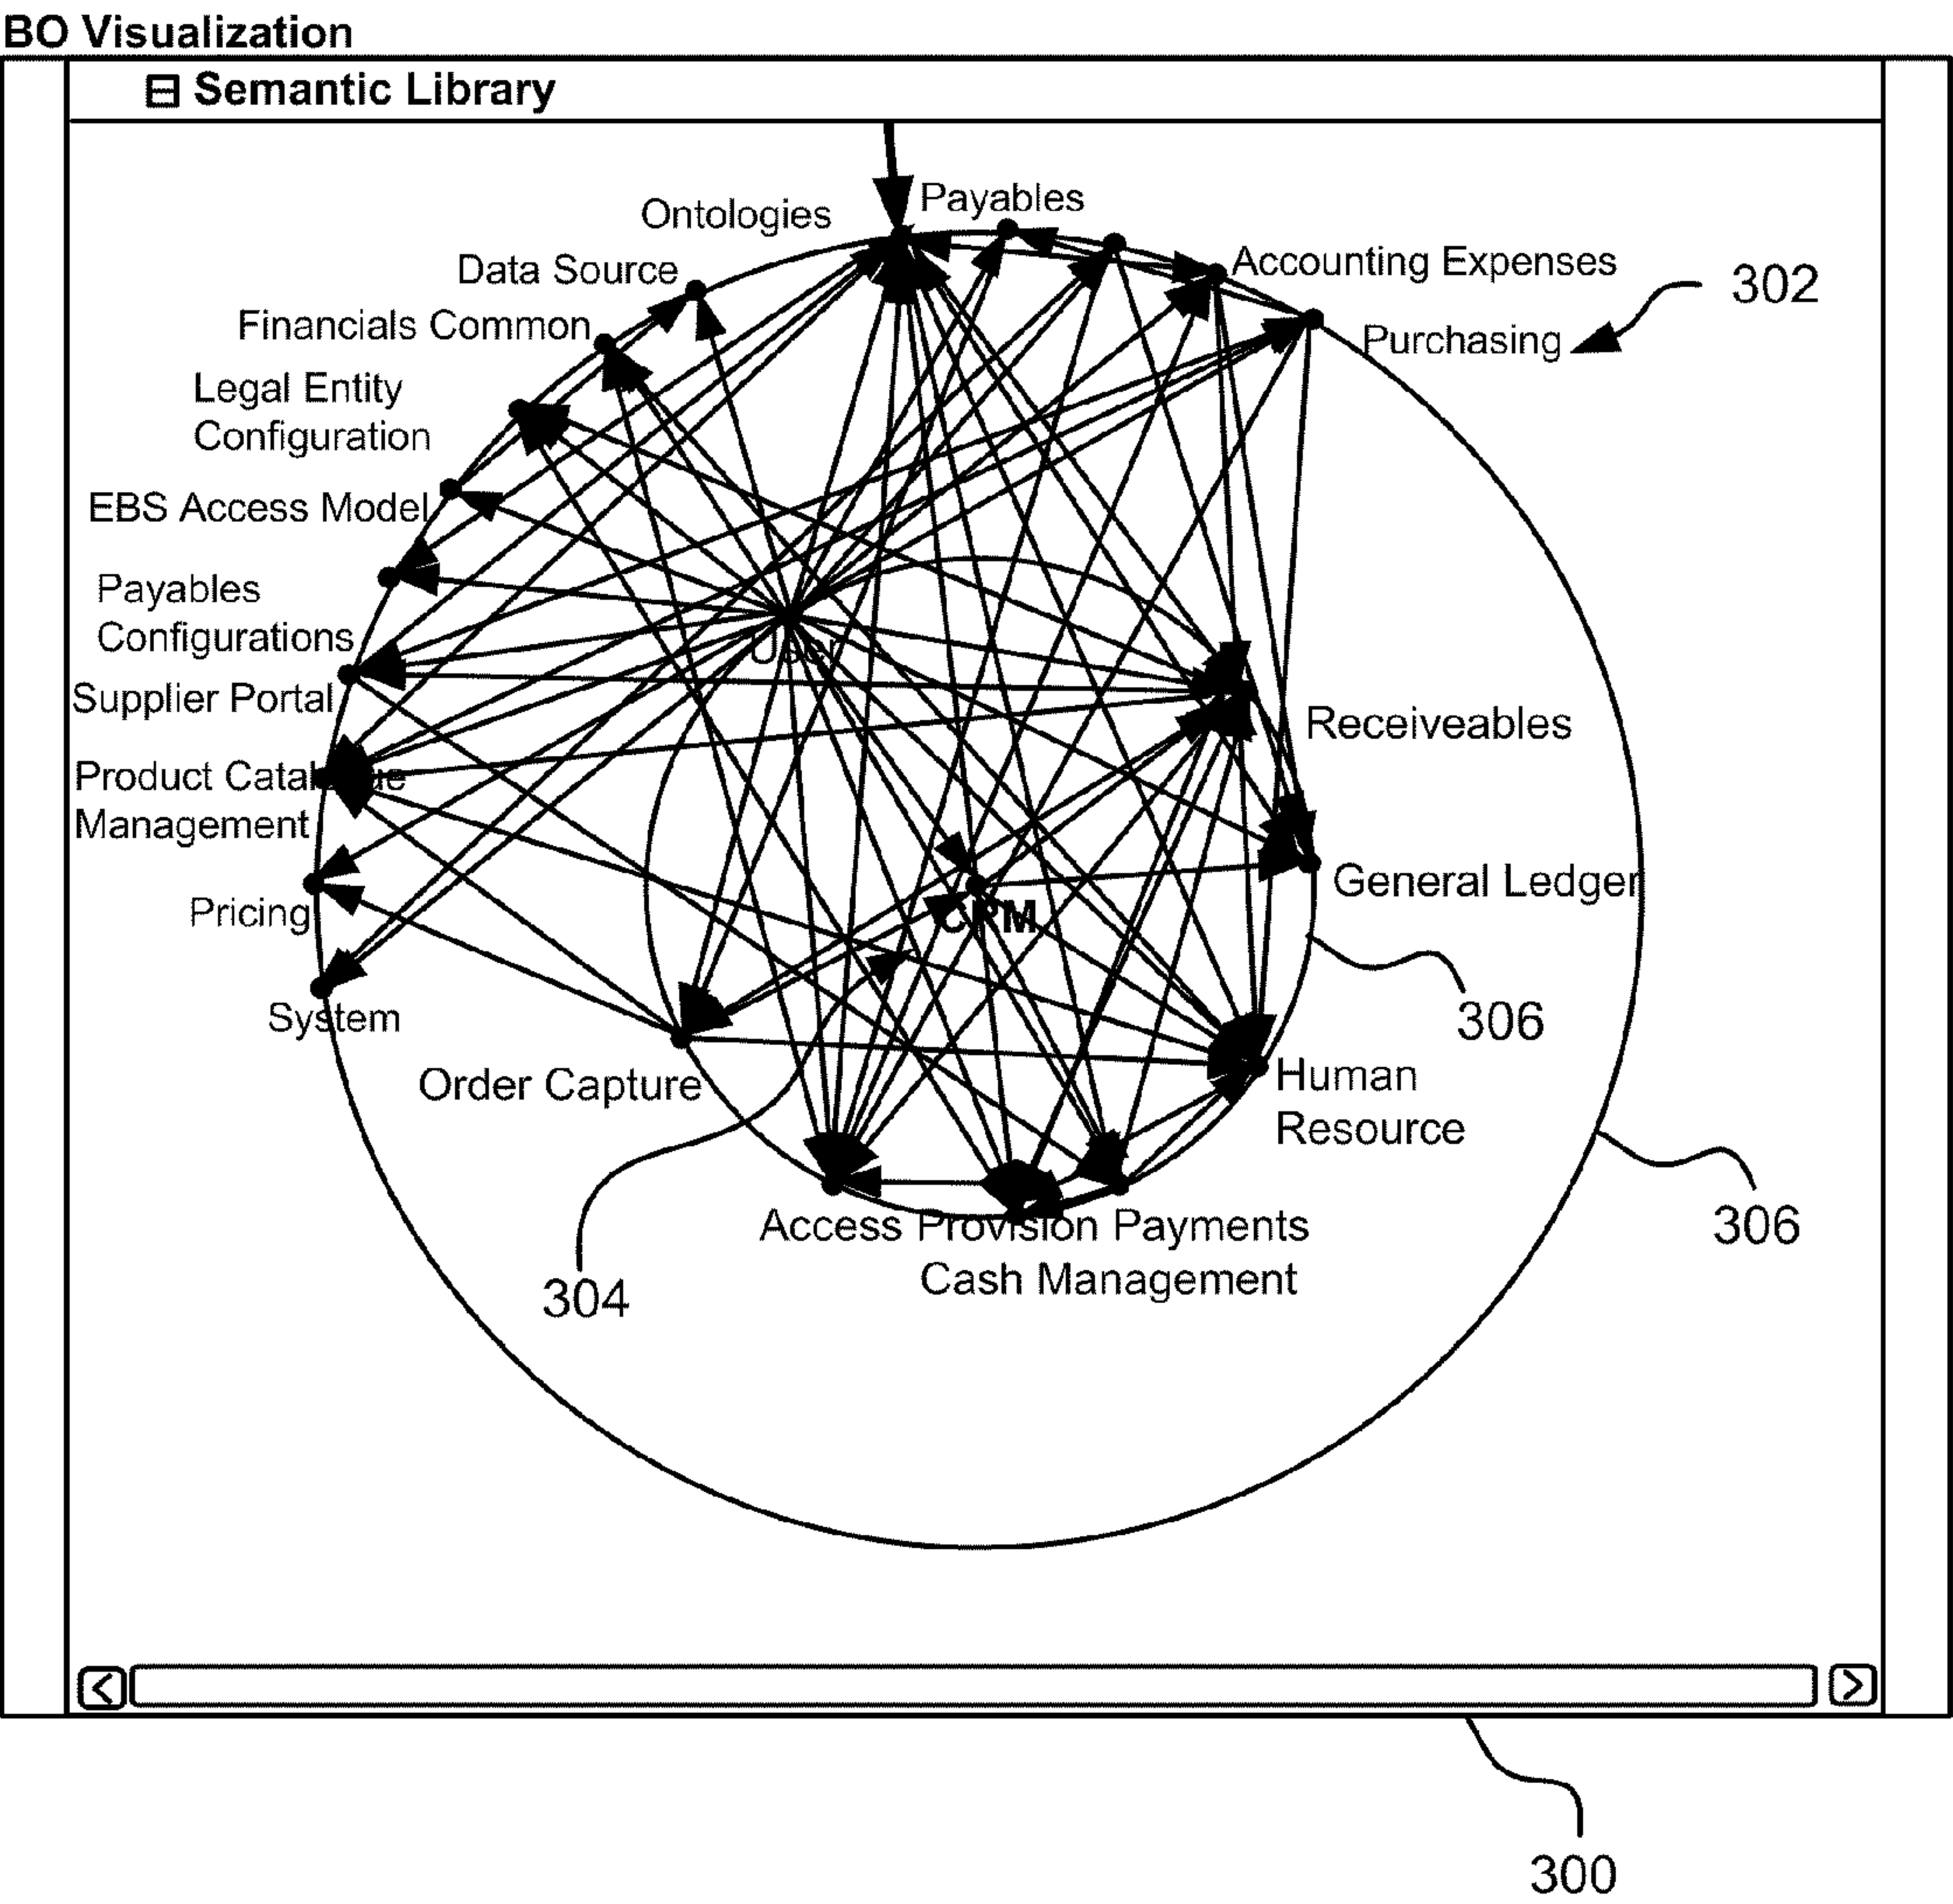 BO Visualization
Semantic Library
Ontologies
Payables
Data Source
Accounting Expenses
302
Financials Common
Purchasing
Legal Entity
Configuration
EBS Access Model
Payables
Configurations
User
Supplier Portal
Receiveables
Product Catalogue
Management
General Ledger
Pricing
CRM
System
306
Order Capture
Human
Resource
306
Access Provision Payments
Cash Management
304
300